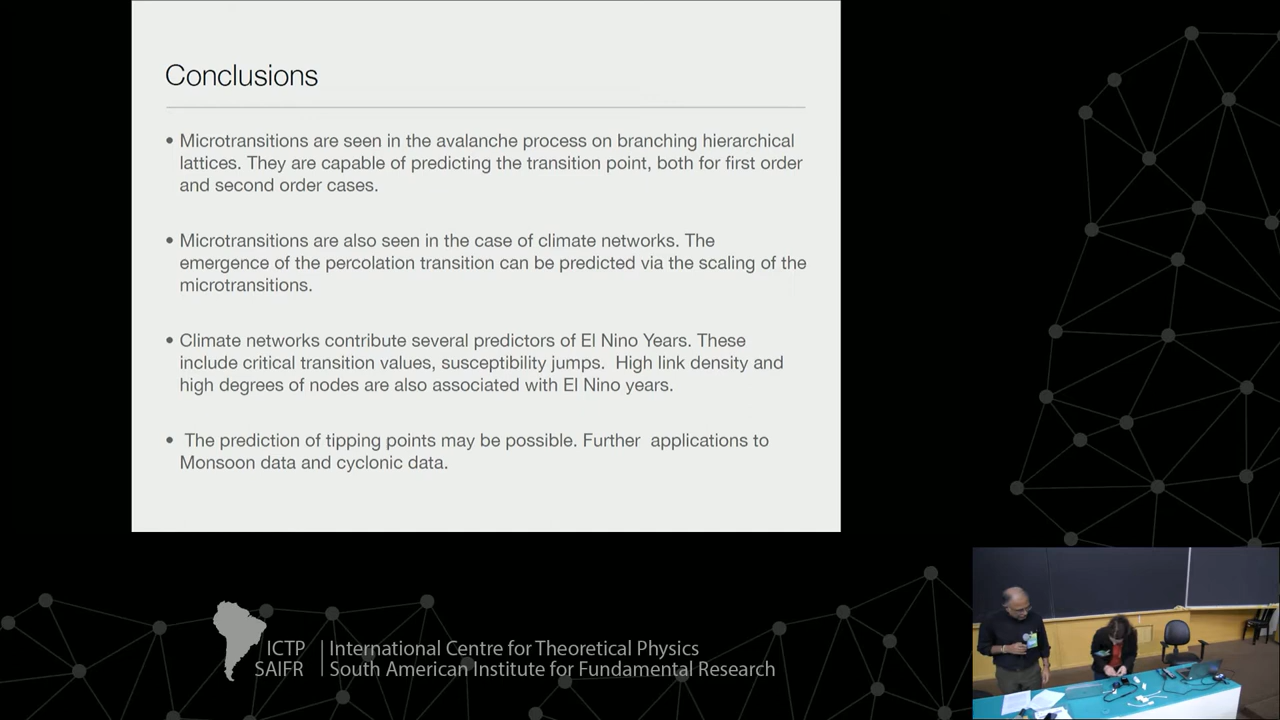 Conclusions
• Microtransitions are seen in the avalanche process on branching hierarchical
lattices. They are capable of predicting the transition point, both for first order
and second order cases.
• Microtransitions are also seen in the case of climate networks. The
emergence of the percolation transition can be predicted via the scaling of the
microtransitions.
• Climate networks contribute several predictors of El Nino Years. These
include critical transition values, susceptibility jumps. High link density and
high degrees of nodes are also associated with El Nino years.
• The prediction of tipping points may be possible. Further applications to
Monsoon data and cyclonic data.
ICTP | International Centre for Theoretical Physics
SAIFR | South American Institute for Fundamental Research